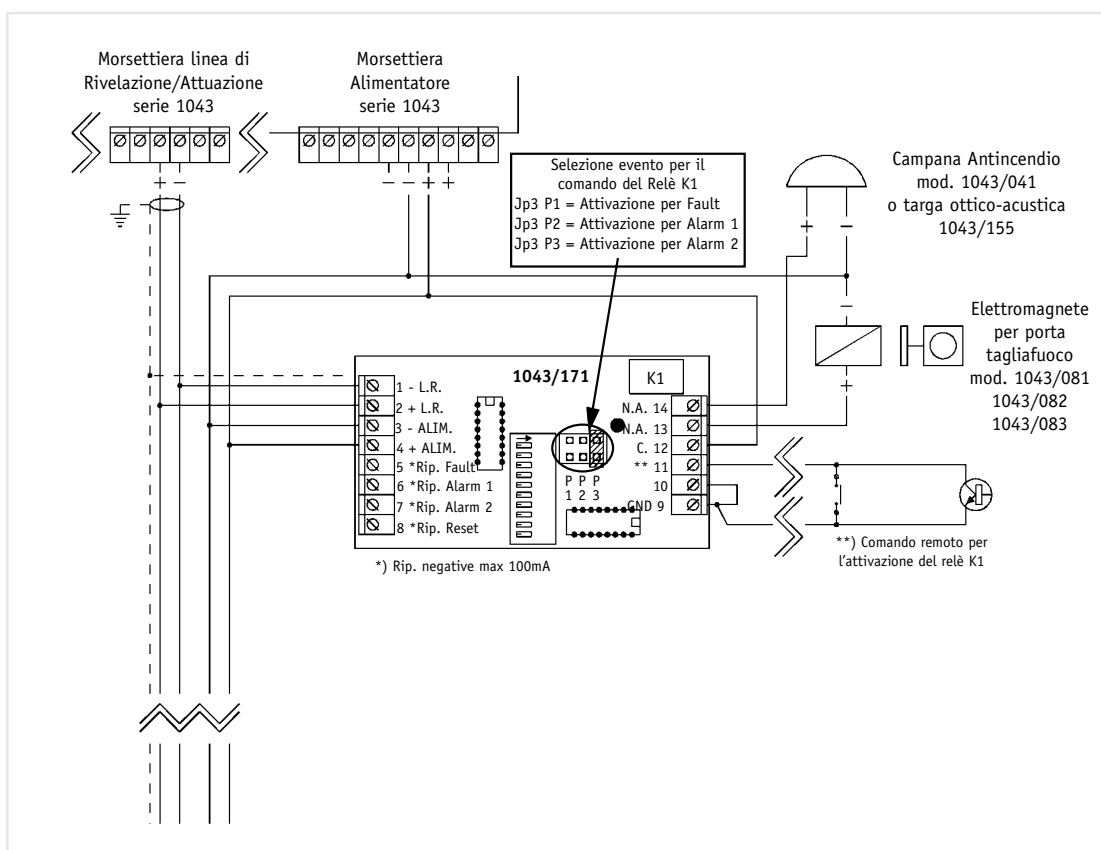 Morsettiera linea di
Rivelazione/Attuazione
serie 1043
Morsettiera
Alimentatore
serie 1043
+ −
− − + +
Selezione evento per il
comando del Relè K1
Jp3 P1 = Attivazione per Fault
Jp3 P2 = Attivazione per Alarm 1
Jp3 P3 = Attivazione per Alarm 2
Campana Antincendio
mod. 1043/041
o targa ottico-acustica
1043/155
+ −
−
+
Elettromagnete
per porta
tagliafuoco
mod. 1043/081
1043/082
1043/083
1043/171
K1
1 - L.R.
2 + L.R.
3 - ALIM.
4 + ALIM.
5 *Rip. Fault
6 *Rip. Alarm 1
7 *Rip. Alarm 2
8 *Rip. Reset
P P P
1 2 3
N.A. 14
N.A. 13
C. 12
** 11
10
GND 9
*) Rip. negative max 100mA
**) Comando remoto per
l'attivazione del relè K1